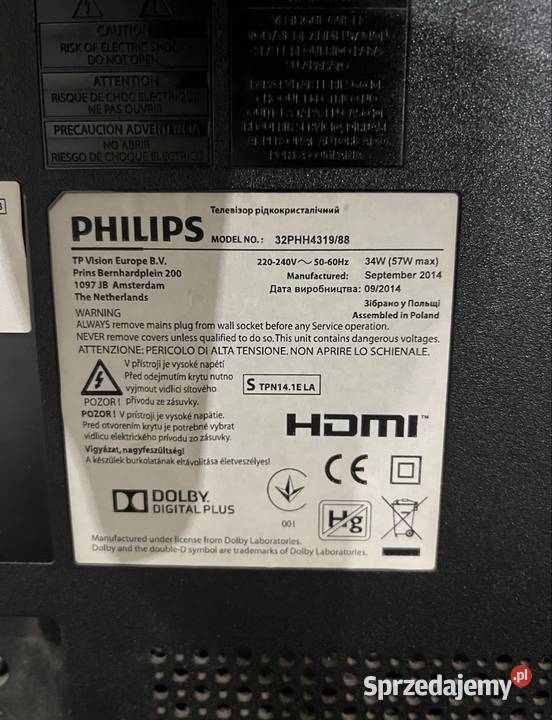 CAUTION
RISK OF ELECTRIC SHOCK
DO NOT OPEN
ATTENTION
RISQUE DE CHOC ELECTRIQUE
NE PAS OUVRIR
PRECAUCION ADVERTENCIA
NO ABRIR
RIESGO DE CHOQUE ELECTRICO
Телевізор рідкокристалічний
PHILIPS MODEL NO.: 32PHH4319/88
TP Vision Europe B.V.
Prins Bernhardplein 200
1097 JB Amsterdam
The Netherlands
220-240V~ 50-60Hz 34W (57W max)
Manufactured: September 2014
Дата виробництва: 09/2014
Зібрано у Польщі
Assembled in Poland
WARNING
ALWAYS remove mains plug from wall socket before any Service operation.
NEVER remove covers unless qualified to do so. This unit contains dangerous voltages.
ATTENZIONE: PERICOLO DI ALTA TENSIONE. NON APRIRE LO SCHIENALE.
V přístroji je vysoké napětí
Před odejmutím krytu nutno
vyjmout vidlici sítového
POZOR! přívodu ze zásuvky.
S TPN14.1E LA
POZOR! V prístroji je vysoké napätie.
Pred otvorením krytu je potrebné vybrat
vidlicu elektrického prívodu zo zásuvky.
Vigyázat, nagyfeszültség!
A készülek burkolatának eltávolítása életveszélyes!
HDMI™
CE
DOLBY
DIGITAL PLUS
001
Hg
Manufactured under license from Dolby Laboratories.
Dolby and the double-D symbol are trademarks of Dolby Laboratories.
Sprzedajemy.pl